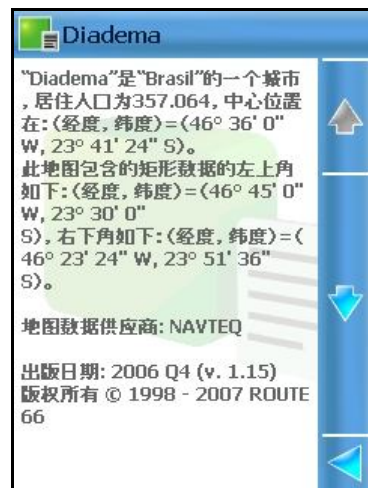 Diadema
"Diadema"是"Brasil"的一个城市
,居住人口为357.064,中心位置
在:(经度,纬度)=(46° 36' 0"
W, 23° 41' 24" S)。
此地图包含的矩形数据的左上角
如下:(经度,纬度)=(46° 45' 0"
W, 23° 30' 0"
S),右下角如下:(经度,纬度)=(
46° 23' 24" W, 23° 51' 36"
S)。
地图数据供应商: NAVTEQ
出版日期: 2006 Q4 (v. 1.15)
版权所有 © 1998 - 2007 ROUTE
66